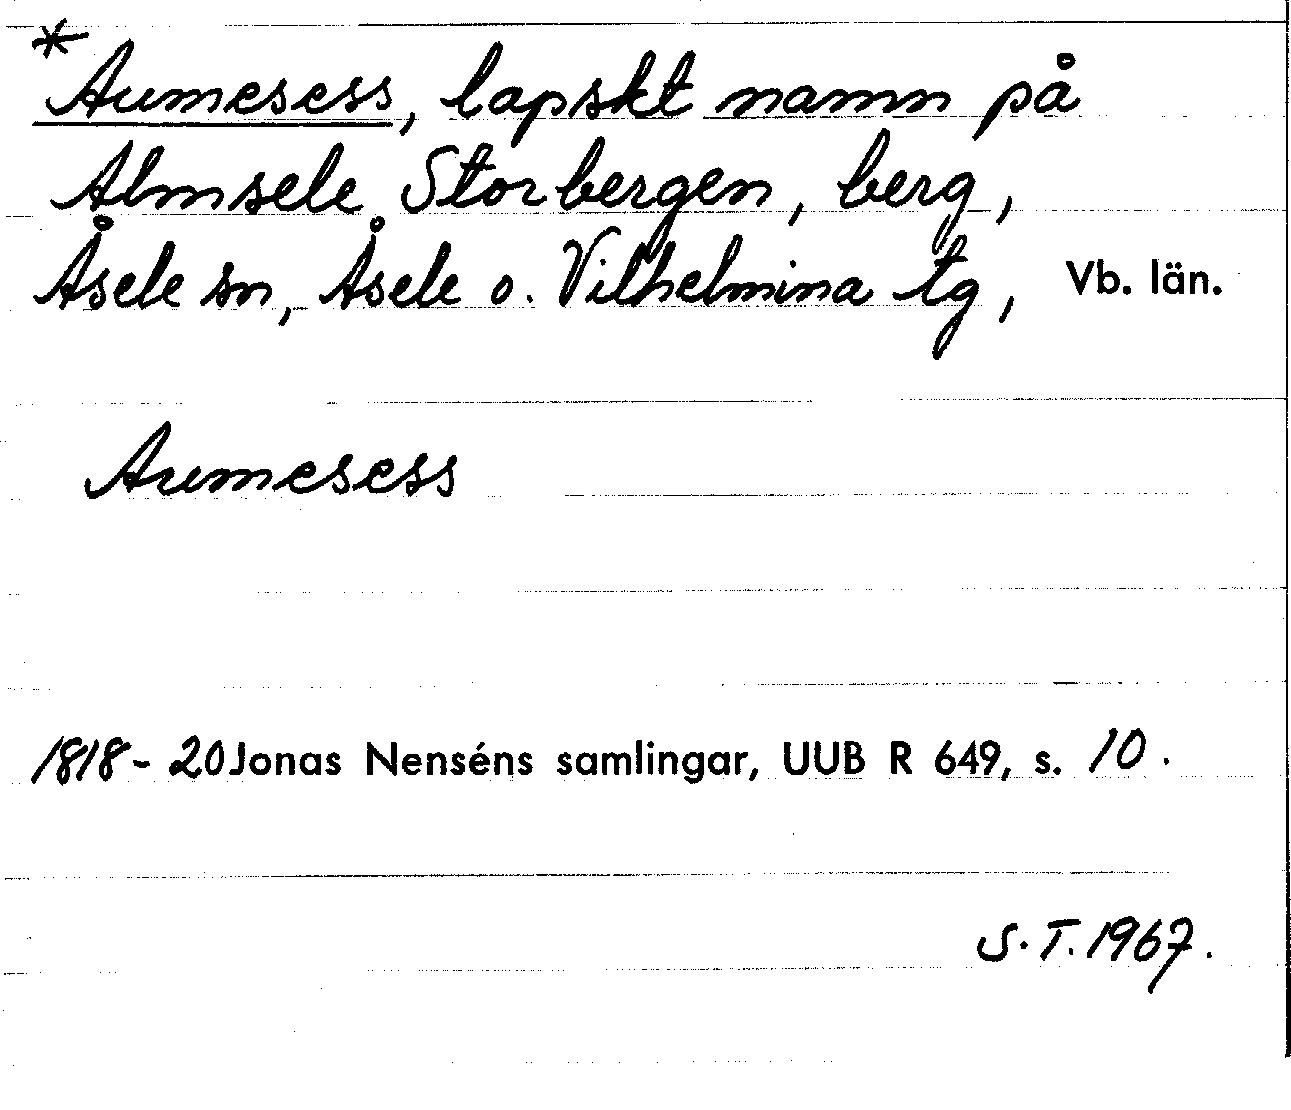 *Aumesess, lapskt namn på
Almsele Storbergen, berg,
Åsele sn, Åsele o. Vilhelmina tg, Vb. län.
Aumesess
1818-20 Jonas Nenséns samlingar, UUB R 649, s. 10.
S.T. 1967.